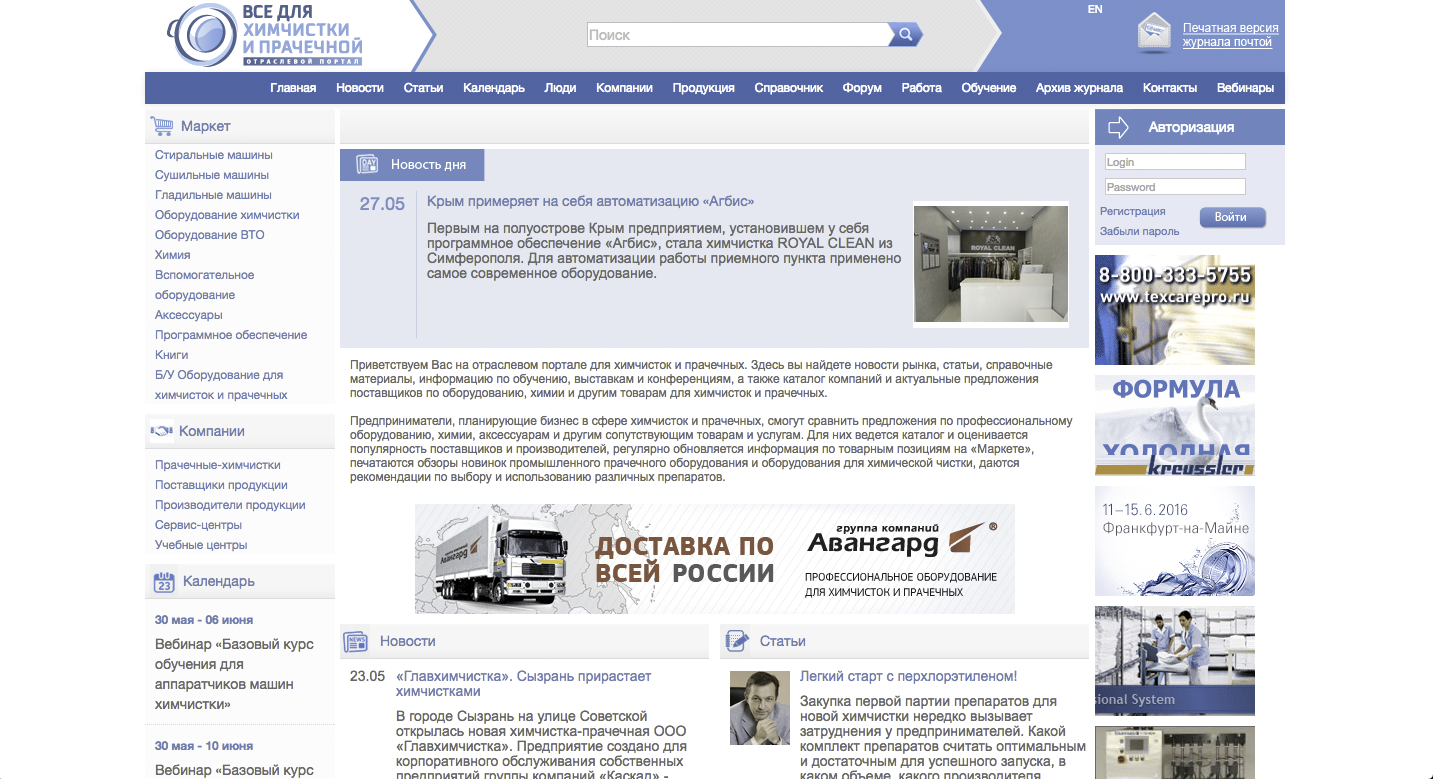 ВСЕ ДЛЯ
ХИМЧИСТКИ
И ПРАЧЕЧНОЙ
ОТРАСЛЕВОЙ ПОРТАЛ
Поиск
EN
Печатная версия
журнала почтой
Главная Новости Статьи Календарь Люди Компании Продукция Справочник Форум Работа Обучение Архив журнала Контакты Вебинары
Маркет
Стиральные машины
Сушильные машины
Гладильные машины
Оборудование химчистки
Оборудование ВТО
Химия
Вспомогательное
оборудование
Аксессуары
Программное обеспечение
Книги
Б/У Оборудование для
химчисток и прачечных
Компании
Прачечные-химчистки
Поставщики продукции
Производители продукции
Сервис-центры
Учебные центры
Календарь
23
30 мая - 06 июня
Вебинар «Базовый курс
обучения для
аппаратчиков машин
химчистки»
30 мая - 10 июня
Вебинар «Базовый курс
DAY
Новость дня
27.05
Крым примеряет на себя автоматизацию «Агбис»
Первым на полуострове Крым предприятием, установившем у себя
программное обеспечение «Агбис», стала химчистка ROYAL CLEAN из
Симферополя. Для автоматизации работы приемного пункта применено
самое современное оборудование.
ROYAL CLEAN
Приветствуем Вас на отраслевом портале для химчисток и прачечных. Здесь вы найдете новости рынка, статьи, справочные
материалы, информацию по обучению, выставкам и конференциям, а также каталог компаний и актуальные предложения
поставщиков по оборудованию, химии и другим товарам для химчисток и прачечных.
Предприниматели, планирующие бизнес в сфере химчисток и прачечных, смогут сравнить предложения по профессиональному
оборудованию, химии, аксессуарам и другим сопутствующим товарам и услугам. Для них ведется каталог и оценивается
популярность поставщиков и производителей, регулярно обновляется информация по товарным позициям на «Маркете»,
печатаются обзоры новинок промышленного прачечного оборудования и оборудования для химической чистки, даются
рекомендации по выбору и использованию различных препаратов.
Авангард
ДОСТАВКА ПО
ВСЕЙ РОССИИ
группа компаний
Авангард ®
ПРОФЕССИОНАЛЬНОЕ ОБОРУДОВАНИЕ
ДЛЯ ХИМЧИСТОК И ПРАЧЕЧНЫХ
NEWS
Новости
23.05
«Главхимчистка». Сызрань прирастает
химчистками
В городе Сызрань на улице Советской
открылась новая химчистка-прачечная ООО
«Главхимчистка». Предприятие создано для
корпоративного обслуживания собственных
предприятий группы компаний «Каскад» -
Статьи
Легкий старт с перхлорэтиленом!
Закупка первой партии препаратов для
новой химчистки нередко вызывает
затруднения у предпринимателей. Какой
комплект препаратов считать оптимальным
и достаточным для успешного запуска, в
каком объеме, какого производителя
Авторизация
Login
Password
Регистрация
Забыли пароль
Войти
8-800-333-5755
www.texcarepro.ru
ФОРМУЛА
ХОЛОДНАЯ
kreussler
11–15.6.2016
Франкфурт-на-Майне
sional System